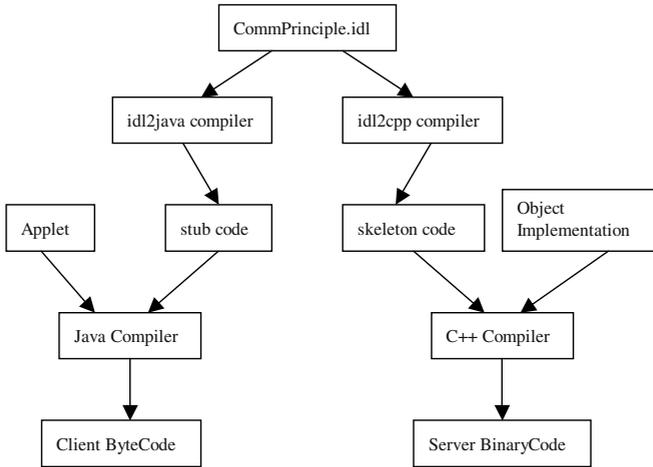 CommPrinciple.idl
idl2java compiler
idl2cpp compiler
Applet
stub code
skeleton code
Object
Implementation
Java Compiler
C++ Compiler
Client ByteCode
Server BinaryCode